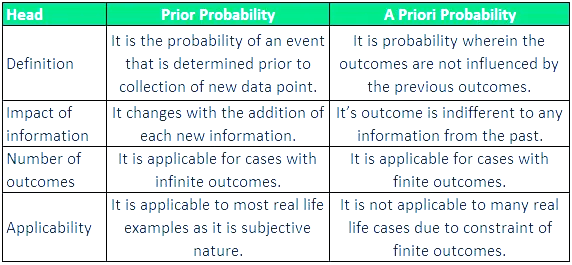 Head Prior Probability A Priori Probability
Definition
It is the probability of an event
that is determined prior to
collection of new data point.
It is probability wherein the
outcomes are not influenced by
the previous outcomes.
Impact of
information
It changes with the addition of
each new information.
It's outcome is indifferent to any
information from the past.
Number of
outcomes
It is applicable for cases with
infinite outcomes.
It is applicable for cases with
finite outcomes.
Applicability
It is applicable to most real life
examples as it is subjective
nature.
It is not applicable to many real
life cases due to constraint of
finite outcomes.